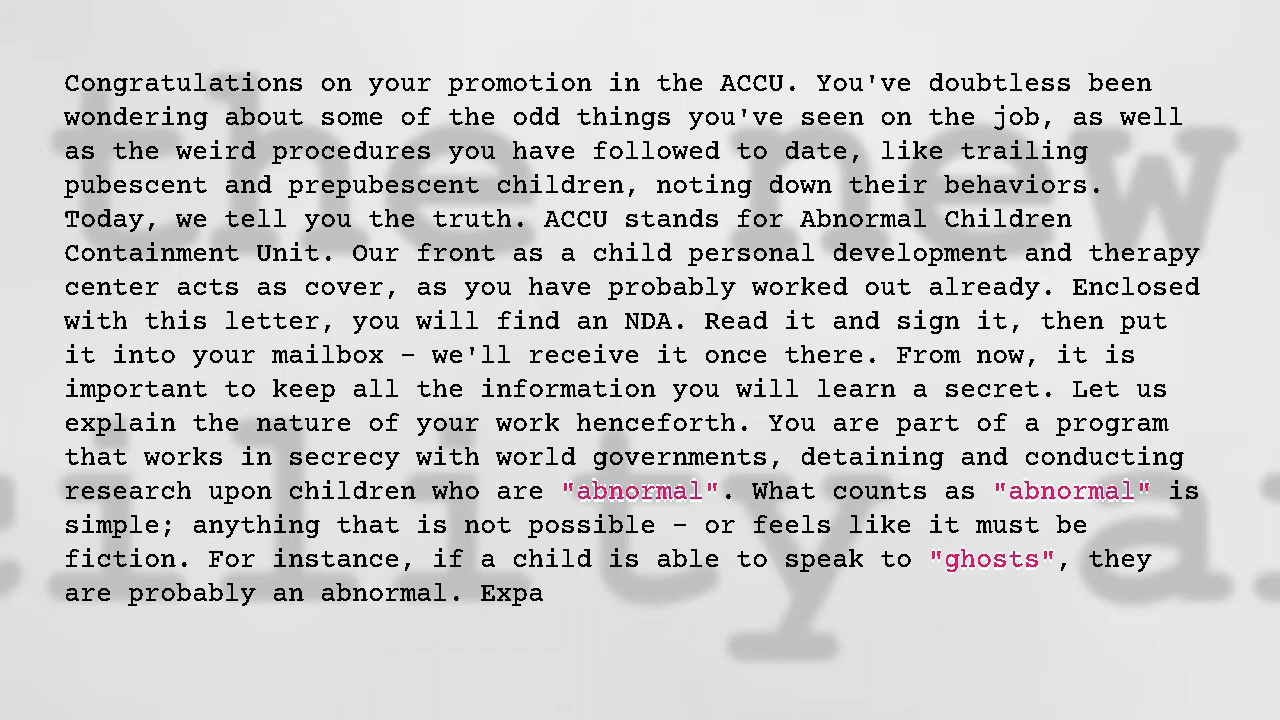 Congratulations on your promotion in the ACCU. You've doubtless been
wondering about some of the odd things you've seen on the job, as well
as the weird procedures you have followed to date, like trailing
pubescent and prepubescent children, noting down their behaviors.
Today, we tell you the truth. ACCU stands for Abnormal Children
Containment Unit. Our front as a child personal development and therapy
center acts as cover, as you have probably worked out already. Enclosed
with this letter, you will find an NDA. Read it and sign it, then put
it into your mailbox – we'll receive it once there. From now, it is
important to keep all the information you will learn a secret. Let us
explain the nature of your work henceforth. You are part of a program
that works in secrecy with world governments, detaining and conducting
research upon children who are "abnormal". What counts as "abnormal" is
simple; anything that is not possible – or feels like it must be
fiction. For instance, if a child is able to speak to "ghosts", they
are probably an abnormal. Expa
the new